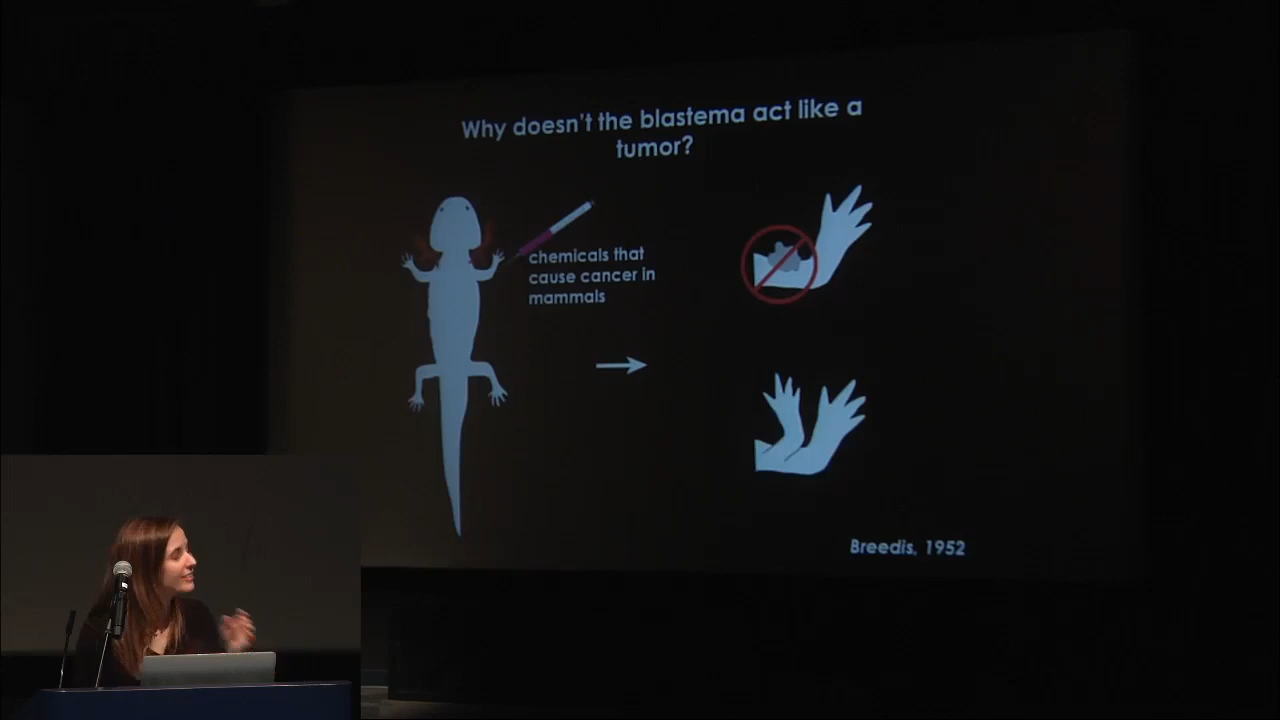 Why doesn't the blastema act like a
tumor?
chemicals that
cause cancer in
mammals
Breedis, 1952